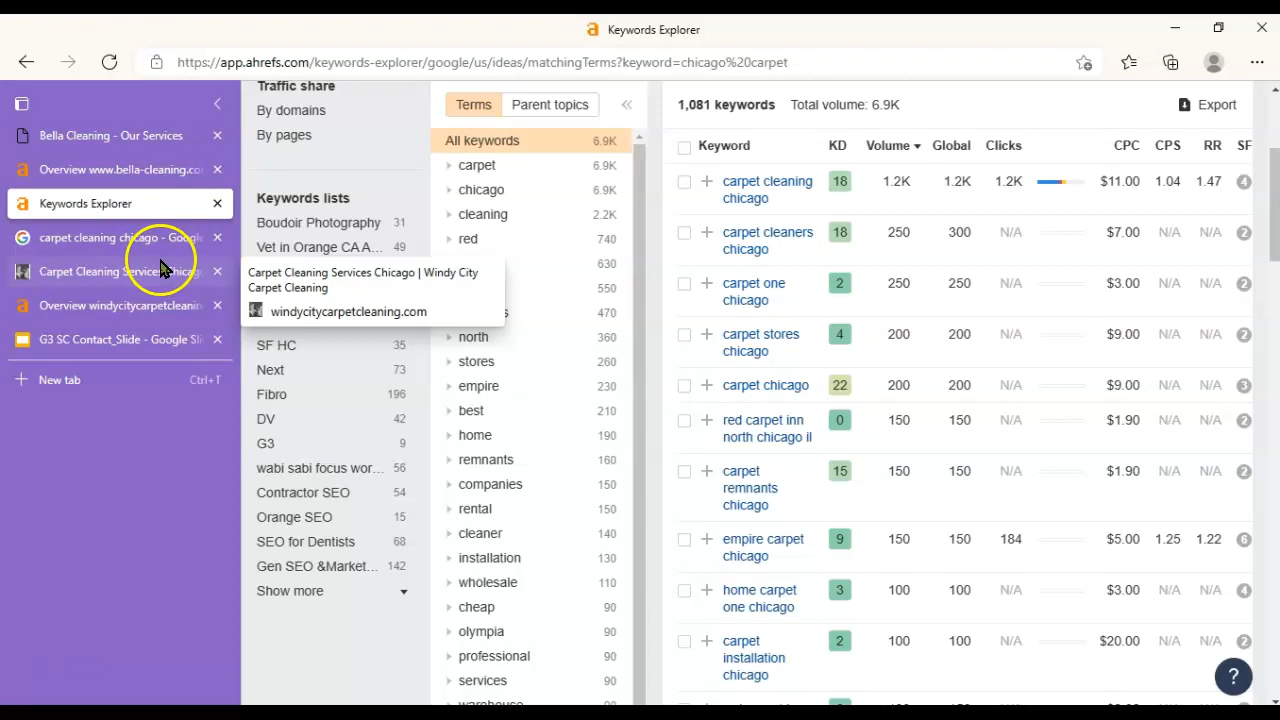 Keywords Explorer
https://app.ahrefs.com/keywords-explorer/google/us/ideas/matchingTerms?keyword=chicago%20carpet
Bella Cleaning - Our Services
Overview www.bella-cleaning.co
Keywords Explorer
carpet cleaning chicago - Google
Carpet Cleaning Services Chicago
Overview windycitycarpetcleanin
G3 SC Contact_Slide - Google Sli
New tab Ctrl+T
Carpet Cleaning Services Chicago | Windy City
Carpet Cleaning
windycitycarpetcleaning.com
Traffic share
By domains
By pages
Keywords lists
Boudoir Photography 31
Vet in Orange CA A... 49
SF HC 35
Next 73
Fibro 196
DV 42
G3 9
wabi sabi focus wor... 56
Contractor SEO 54
Orange SEO 15
SEO for Dentists 68
Gen SEO &Market... 142
Show more
Terms Parent topics
All keywords 6.9K
carpet 6.9K
chicago 6.9K
cleaning 2.2K
red 740
630
550
470
north 360
stores 260
empire 230
best 210
home 190
remnants 160
companies 150
rental 150
cleaner 140
installation 130
wholesale 110
cheap 90
olympia 90
professional 90
services 90
warehouse 90
1,081 keywords Total volume: 6.9K Export
Keyword KD Volume Global Clicks CPC CPS RR SF
carpet cleaning
chicago 18 1.2K 1.2K 1.2K $11.00 1.04 1.47 4
carpet cleaners
chicago 18 250 300 N/A $7.00 N/A N/A 2
carpet one
chicago 2 250 250 N/A $3.00 N/A N/A 2
carpet stores
chicago 4 200 200 N/A $9.00 N/A N/A 2
carpet chicago 22 200 200 N/A $9.00 N/A N/A 3
red carpet inn
north chicago il 0 150 150 N/A $1.90 N/A N/A 2
carpet
remnants
chicago 15 150 150 N/A $1.90 N/A N/A 2
empire carpet
chicago 9 150 150 184 $5.00 1.25 1.22 6
home carpet
one chicago 3 100 100 N/A $3.00 N/A N/A 4
carpet
installation
chicago 2 100 100 N/A $20.00 N/A N/A 2
?